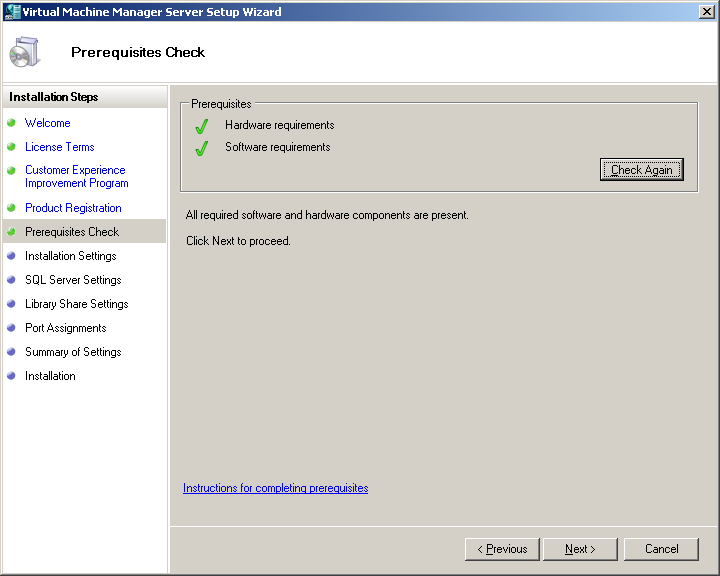 Virtual Machine Manager Server Setup Wizard
Prerequisites Check
Installation Steps
Welcome
License Terms
Customer Experience
Improvement Program
Product Registration
Prerequisites Check
Installation Settings
SQL Server Settings
Library Share Settings
Port Assignments
Summary of Settings
Installation
Prerequisites
Hardware requirements
Software requirements
Check Again
All required software and hardware components are present.
Click Next to proceed.
Instructions for completing prerequisites
< Previous
Next >
Cancel